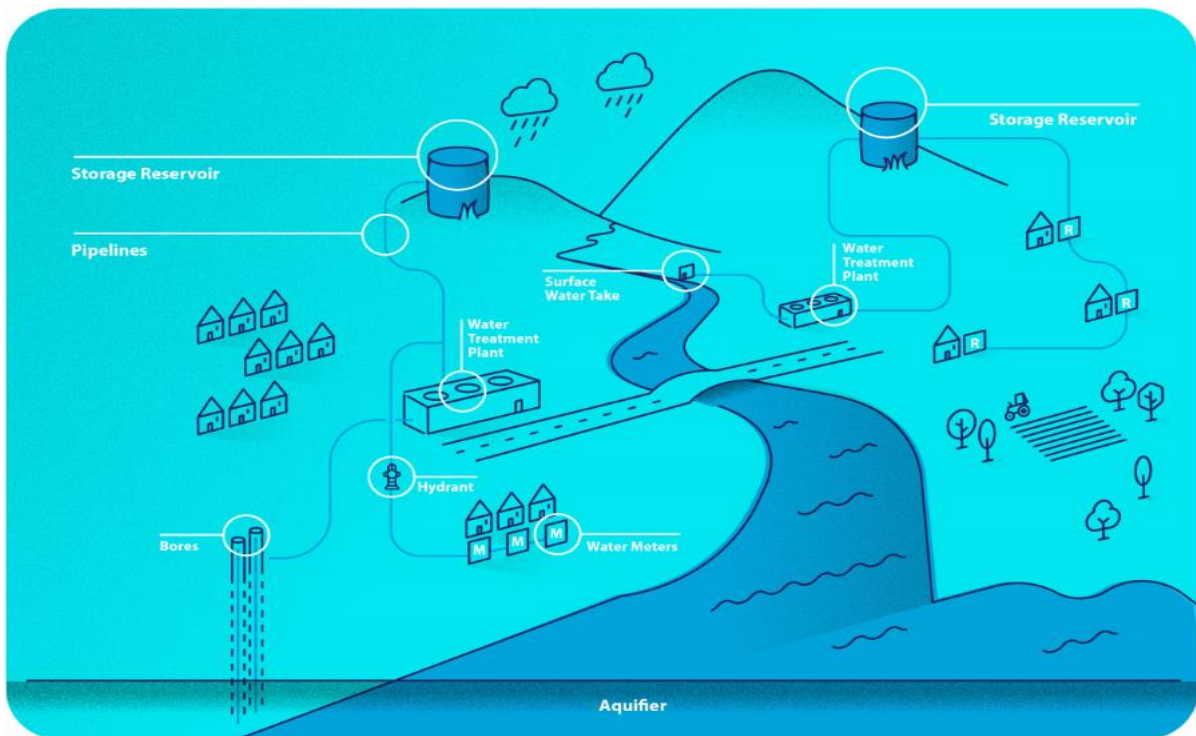 Storage Reservoir
Storage Reservoir
Pipelines
Surface
Water Take
Water
Treatment
Plant
R
R
R
Water
Treatment
Plant
Hydrant
Bores
M
M
M
Water Meters
Aquifier